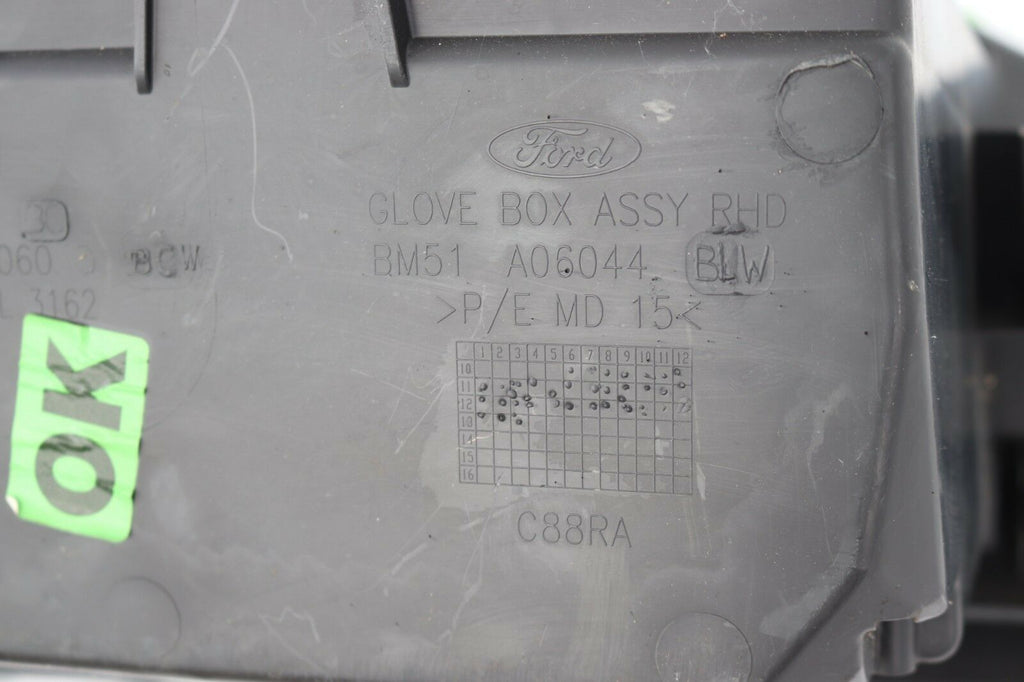 Ford
GLOVE BOX ASSY RHD
BM51 A06044 BLW
>P/E MD 15<
30
BCW
3162
OK
1 2 3 4 5 6 7 8 9 10 11 12
10
11
12
13
14
15
16
C88RA